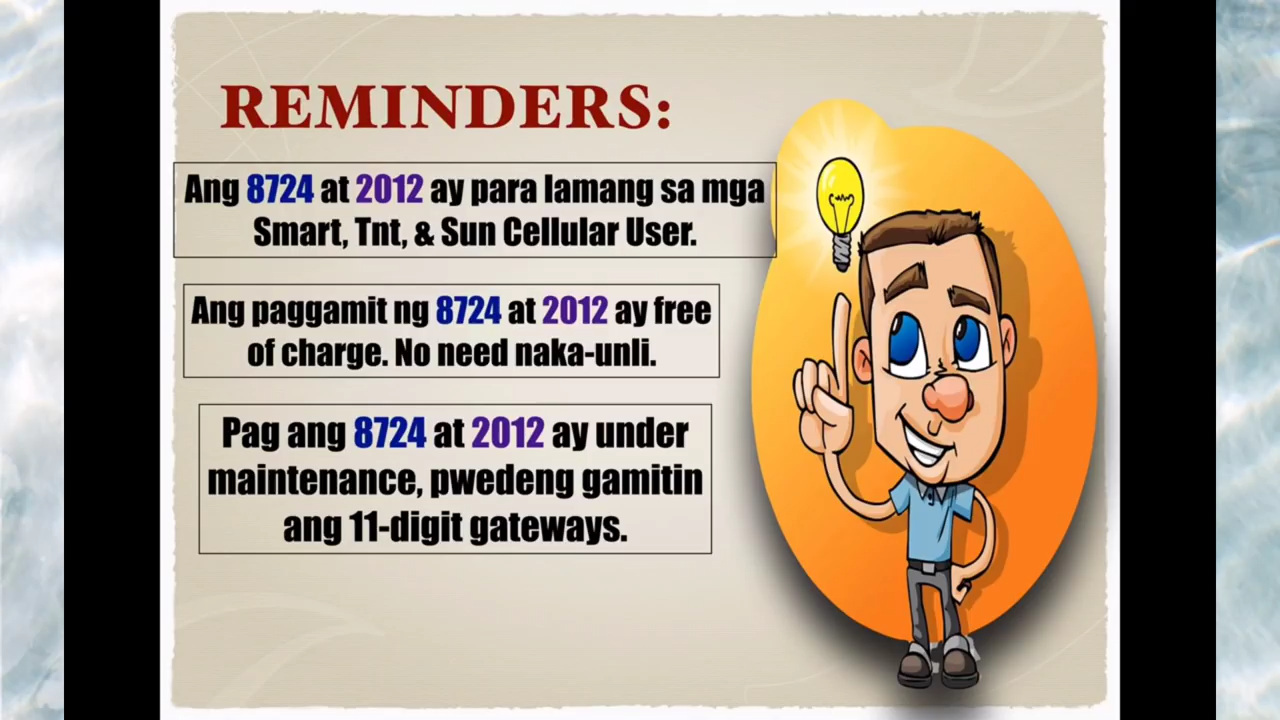 REMINDERS:
Ang 8724 at 2012 ay para lamang sa mga
Smart, Tnt, & Sun Cellular User.
Ang paggamit ng 8724 at 2012 ay free
of charge. No need naka-unli.
Pag ang 8724 at 2012 ay under
maintenance, pwedeng gamitin
ang 11-digit gateways.